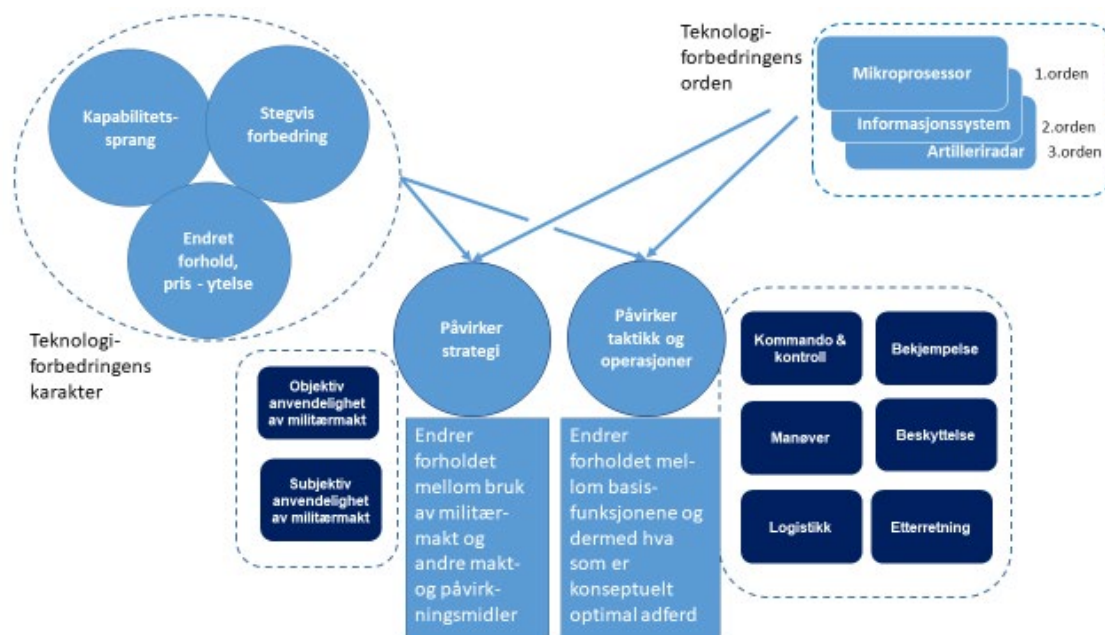 Kapabilitets-
sprang
Stegvis
forbedring
Endret
forhold,
pris - ytelse
Teknologi-
forbedringens
karakter
Teknologi-
forbedringens
orden
Mikroprosessor
1.orden
Informasjonssystem
2.orden
Artilleriradar
3.orden
Påvirker
strategi
Påvirker
taktikk og
operasjoner
Objektiv
anvendelighet
av militærmakt
Subjektiv
anvendelighet
av militærmakt
Endrer
forholdet
mellom bruk
av militær-
makt og
andre makt-
og påvirk-
ningsmidler
Endrer
forholdet mel-
lom basis-
funksjonene og
dermed hva
som er
konseptuelt
optimal adferd
Kommando &
kontroll
Bekjempelse
Manøver
Beskyttelse
Logistikk
Etterretning